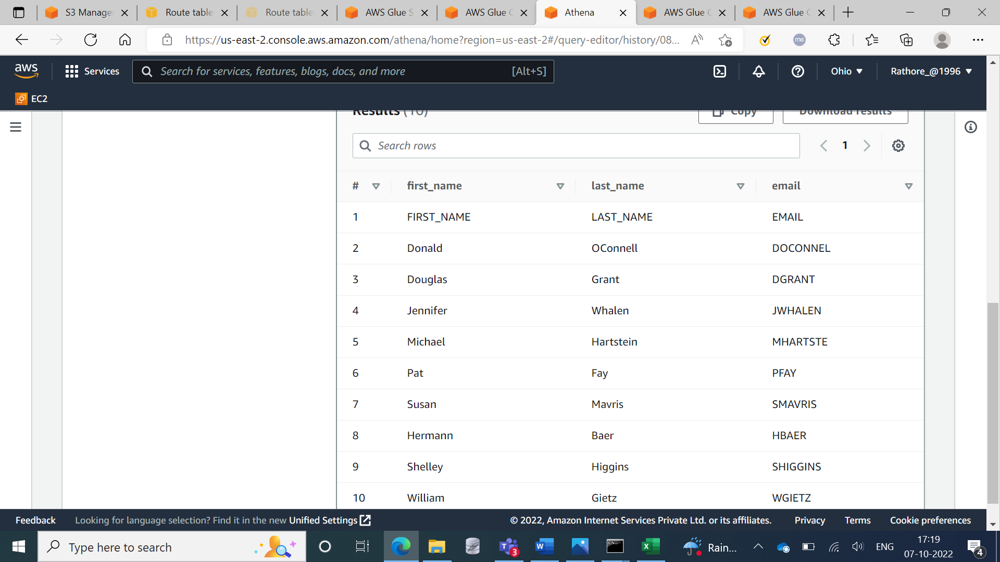 S3 Manage
Route table
Route table
AWS Glue S
AWS Glue C
Athena
AWS Glue C
AWS Glue C
https://us-east-2.console.aws.amazon.com/athena/home?region=us-east-2#/query-editor/history/08...
me
aws
Services
Search for services, features, blogs, docs, and more
[Alt+S]
Ohio
Rathore_@1996
EC2
Results (10)
Copy
Download results
Search rows
1
# first_name last_name email
1 FIRST_NAME LAST_NAME EMAIL
2 Donald OConnell DOCONNEL
3 Douglas Grant DGRANT
4 Jennifer Whalen JWHALEN
5 Michael Hartstein MHARTSTE
6 Pat Fay PFAY
7 Susan Mavris SMAVRIS
8 Hermann Baer HBAER
9 Shelley Higgins SHIGGINS
10 William Gietz WGIETZ
Feedback
Looking for language selection? Find it in the new Unified Settings
© 2022, Amazon Internet Services Private Ltd. or its affiliates.
Privacy
Terms
Cookie preferences
Type here to search
3
Rain...
ENG
17:19
07-10-2022
4